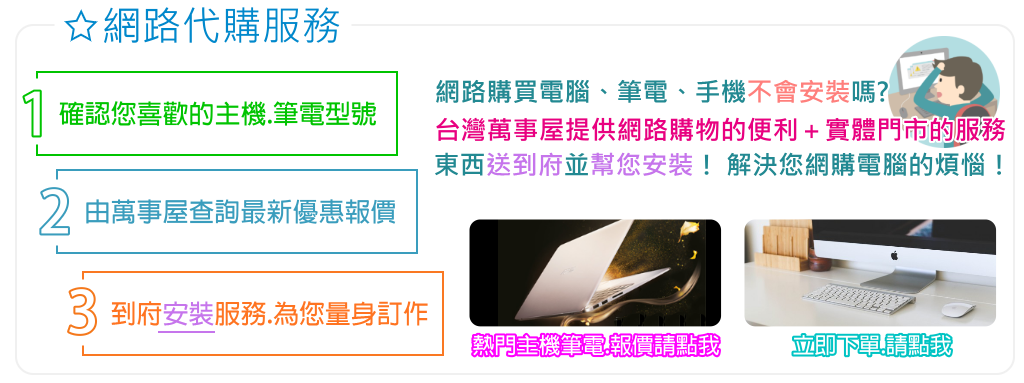 ☆網路代購服務
1 確認您喜歡的主機.筆電型號
2 由萬事屋查詢最新優惠報價
3 到府安裝服務.為您量身訂作
網路購買電腦、筆電、手機不會安裝嗎?
台灣萬事屋提供網路購物的便利+實體門市的服務
東西送到府並幫您安裝！解決您網購電腦的煩惱！
熱門主機筆電.報價請點我
立即下單.請點我